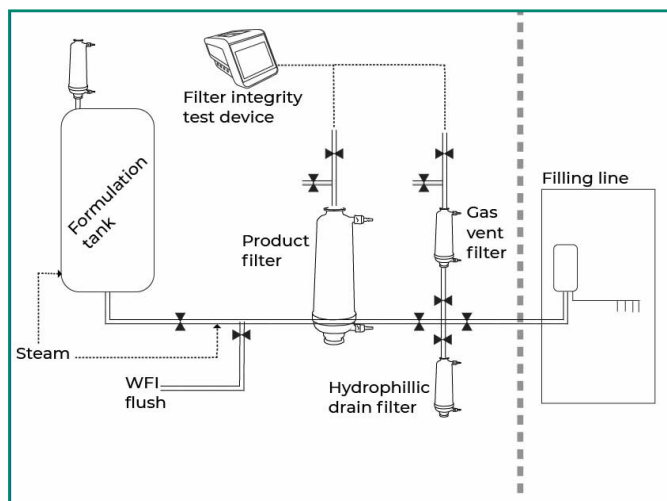 Filter integrity
test device
Formulation
tank
Product
filter
Gas
vent
filter
Filling line
Steam
WFI
flush
Hydrophillic
drain filter